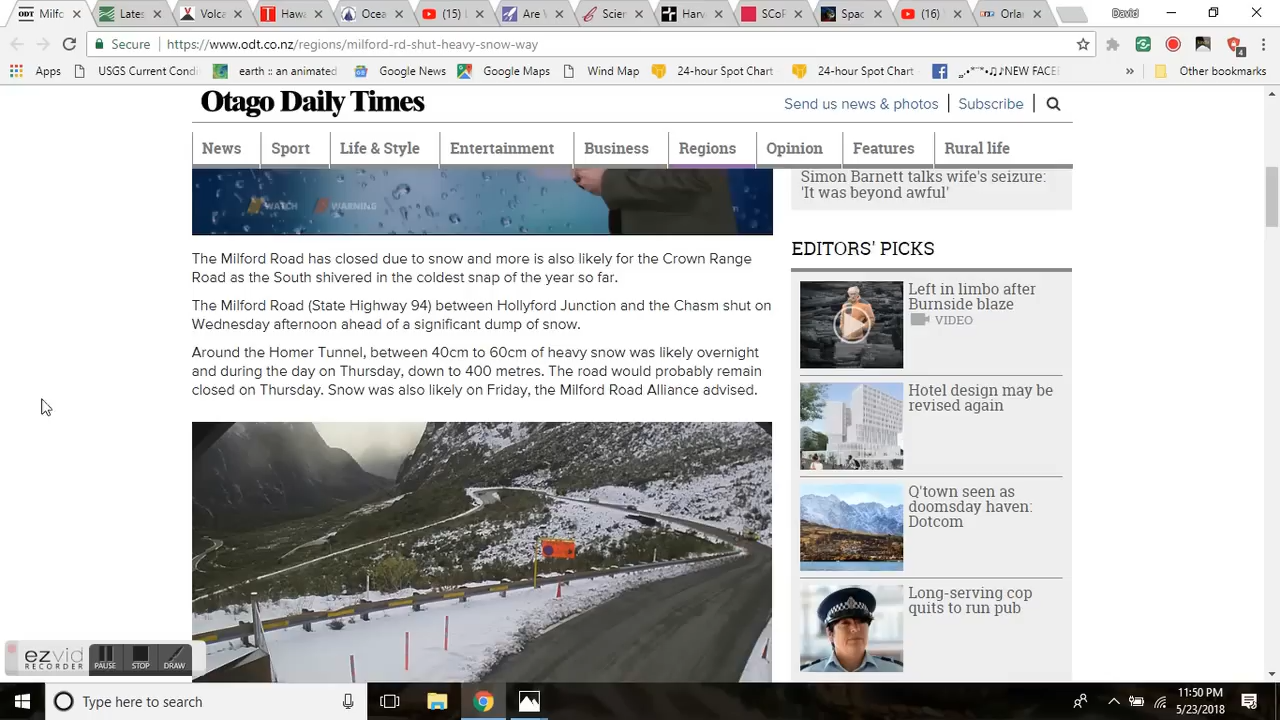 Milfo
Lates
Volca
Hawa
Ocea
(15)
Are V
Scien
Harv
SCoP
Spac
(16)
Orlan
David
Secure
https://www.odt.co.nz/regions/milford-rd-shut-heavy-snow-way
Apps
USGS Current Cond
earth :: an animated
Google News
Google Maps
Wind Map
24-hour Spot Chart
24-hour Spot Chart
NEW FACE
Other bookmarks
Otago Daily Times
Send us news & photos
Subscribe
News
Sport
Life & Style
Entertainment
Business
Regions
Opinion
Features
Rural life
WATCH
WARNING
Simon Barnett talks wife's seizure:
'It was beyond awful'
The Milford Road has closed due to snow and more is also likely for the Crown Range
Road as the South shivered in the coldest snap of the year so far.
The Milford Road (State Highway 94) between Hollyford Junction and the Chasm shut on
Wednesday afternoon ahead of a significant dump of snow.
Around the Homer Tunnel, between 40cm to 60cm of heavy snow was likely overnight
and during the day on Thursday, down to 400 metres. The road would probably remain
closed on Thursday. Snow was also likely on Friday, the Milford Road Alliance advised.
EDITORS' PICKS
Left in limbo after
Burnside blaze
VIDEO
Hotel design may be
revised again
Q'town seen as
doomsday haven:
Dotcom
Long-serving cop
quits to run pub
ezvid
RECORDER
PAUSE
STOP
DRAW
Type here to search
11:50 PM
5/23/2018